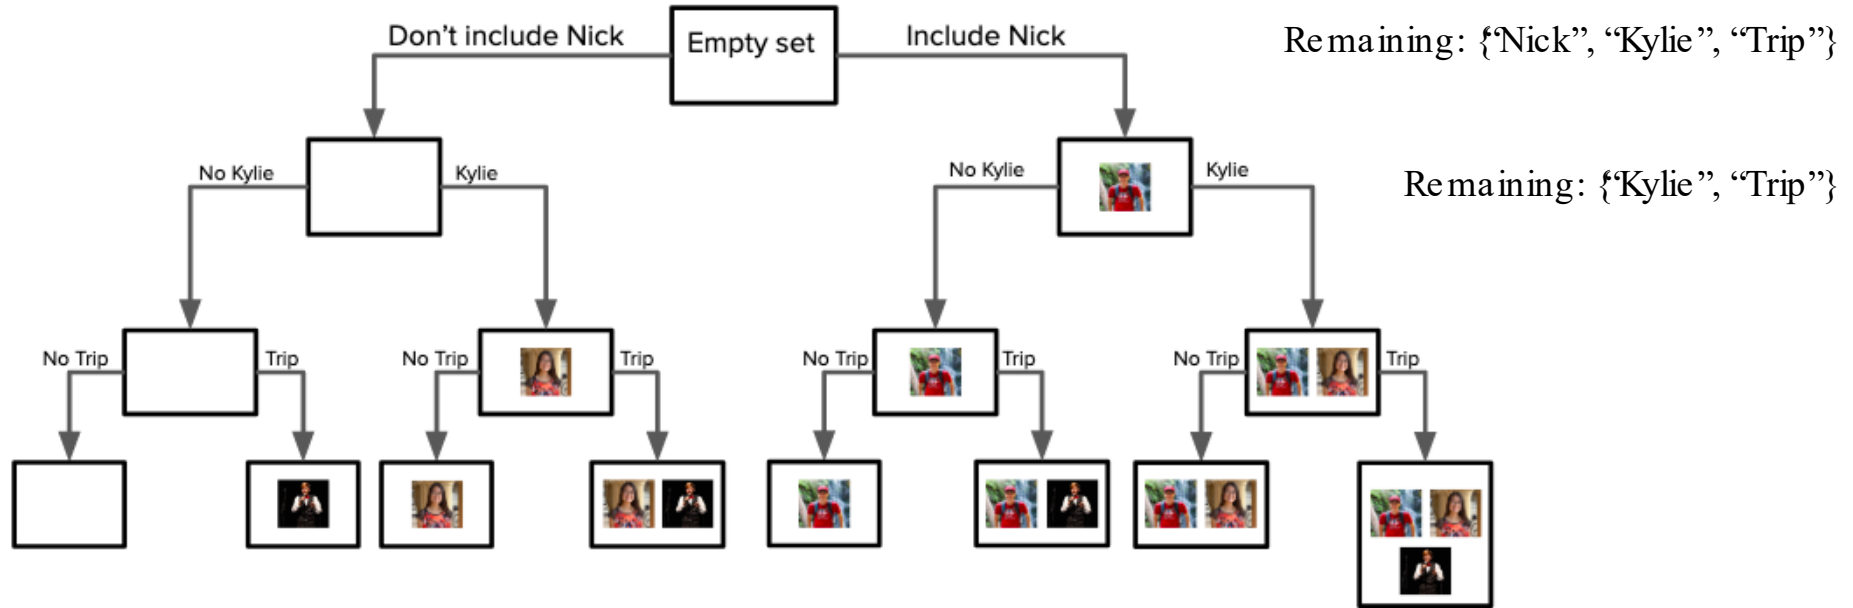 Don't include Nick
Empty set
Include Nick
Remaining: {“Nick”, “Kylie”, “Trip”}
No Kylie
Kylie
No Kylie
Kylie
Remaining: {“Kylie”, “Trip”}
No Trip
Trip
No Trip
Trip
No Trip
Trip
No Trip
Trip